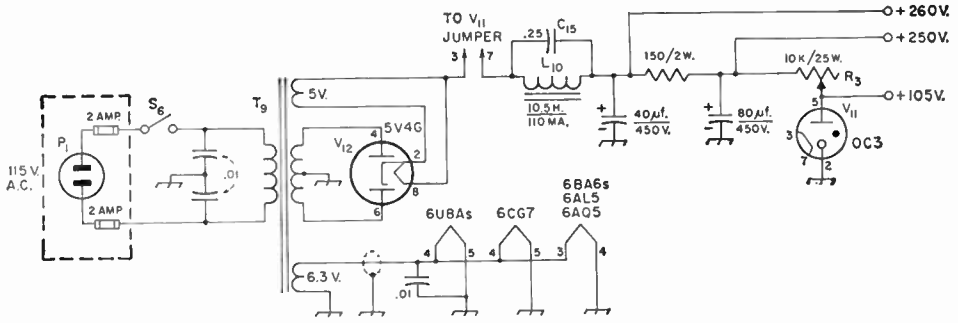 TO V11
JUMPER
3
7
.25
C15
L10
10.5H.
110 MA.
+260V.
+250V.
150/2W.
10K/25W.
R3
+105V.
+
-
40µf.
450V.
+
-
80µf.
450V.
5
V11
3
7
2
OC3
2 AMP.
S6
T9
5V.
P1
115 V.
A.C.
.01
2 AMP
V12
4
5V4G
2
8
6
6.3 V.
.01
6U8As
4
5
6CG7
4
5
6BA6s
6AL5
6AQ5
3
4